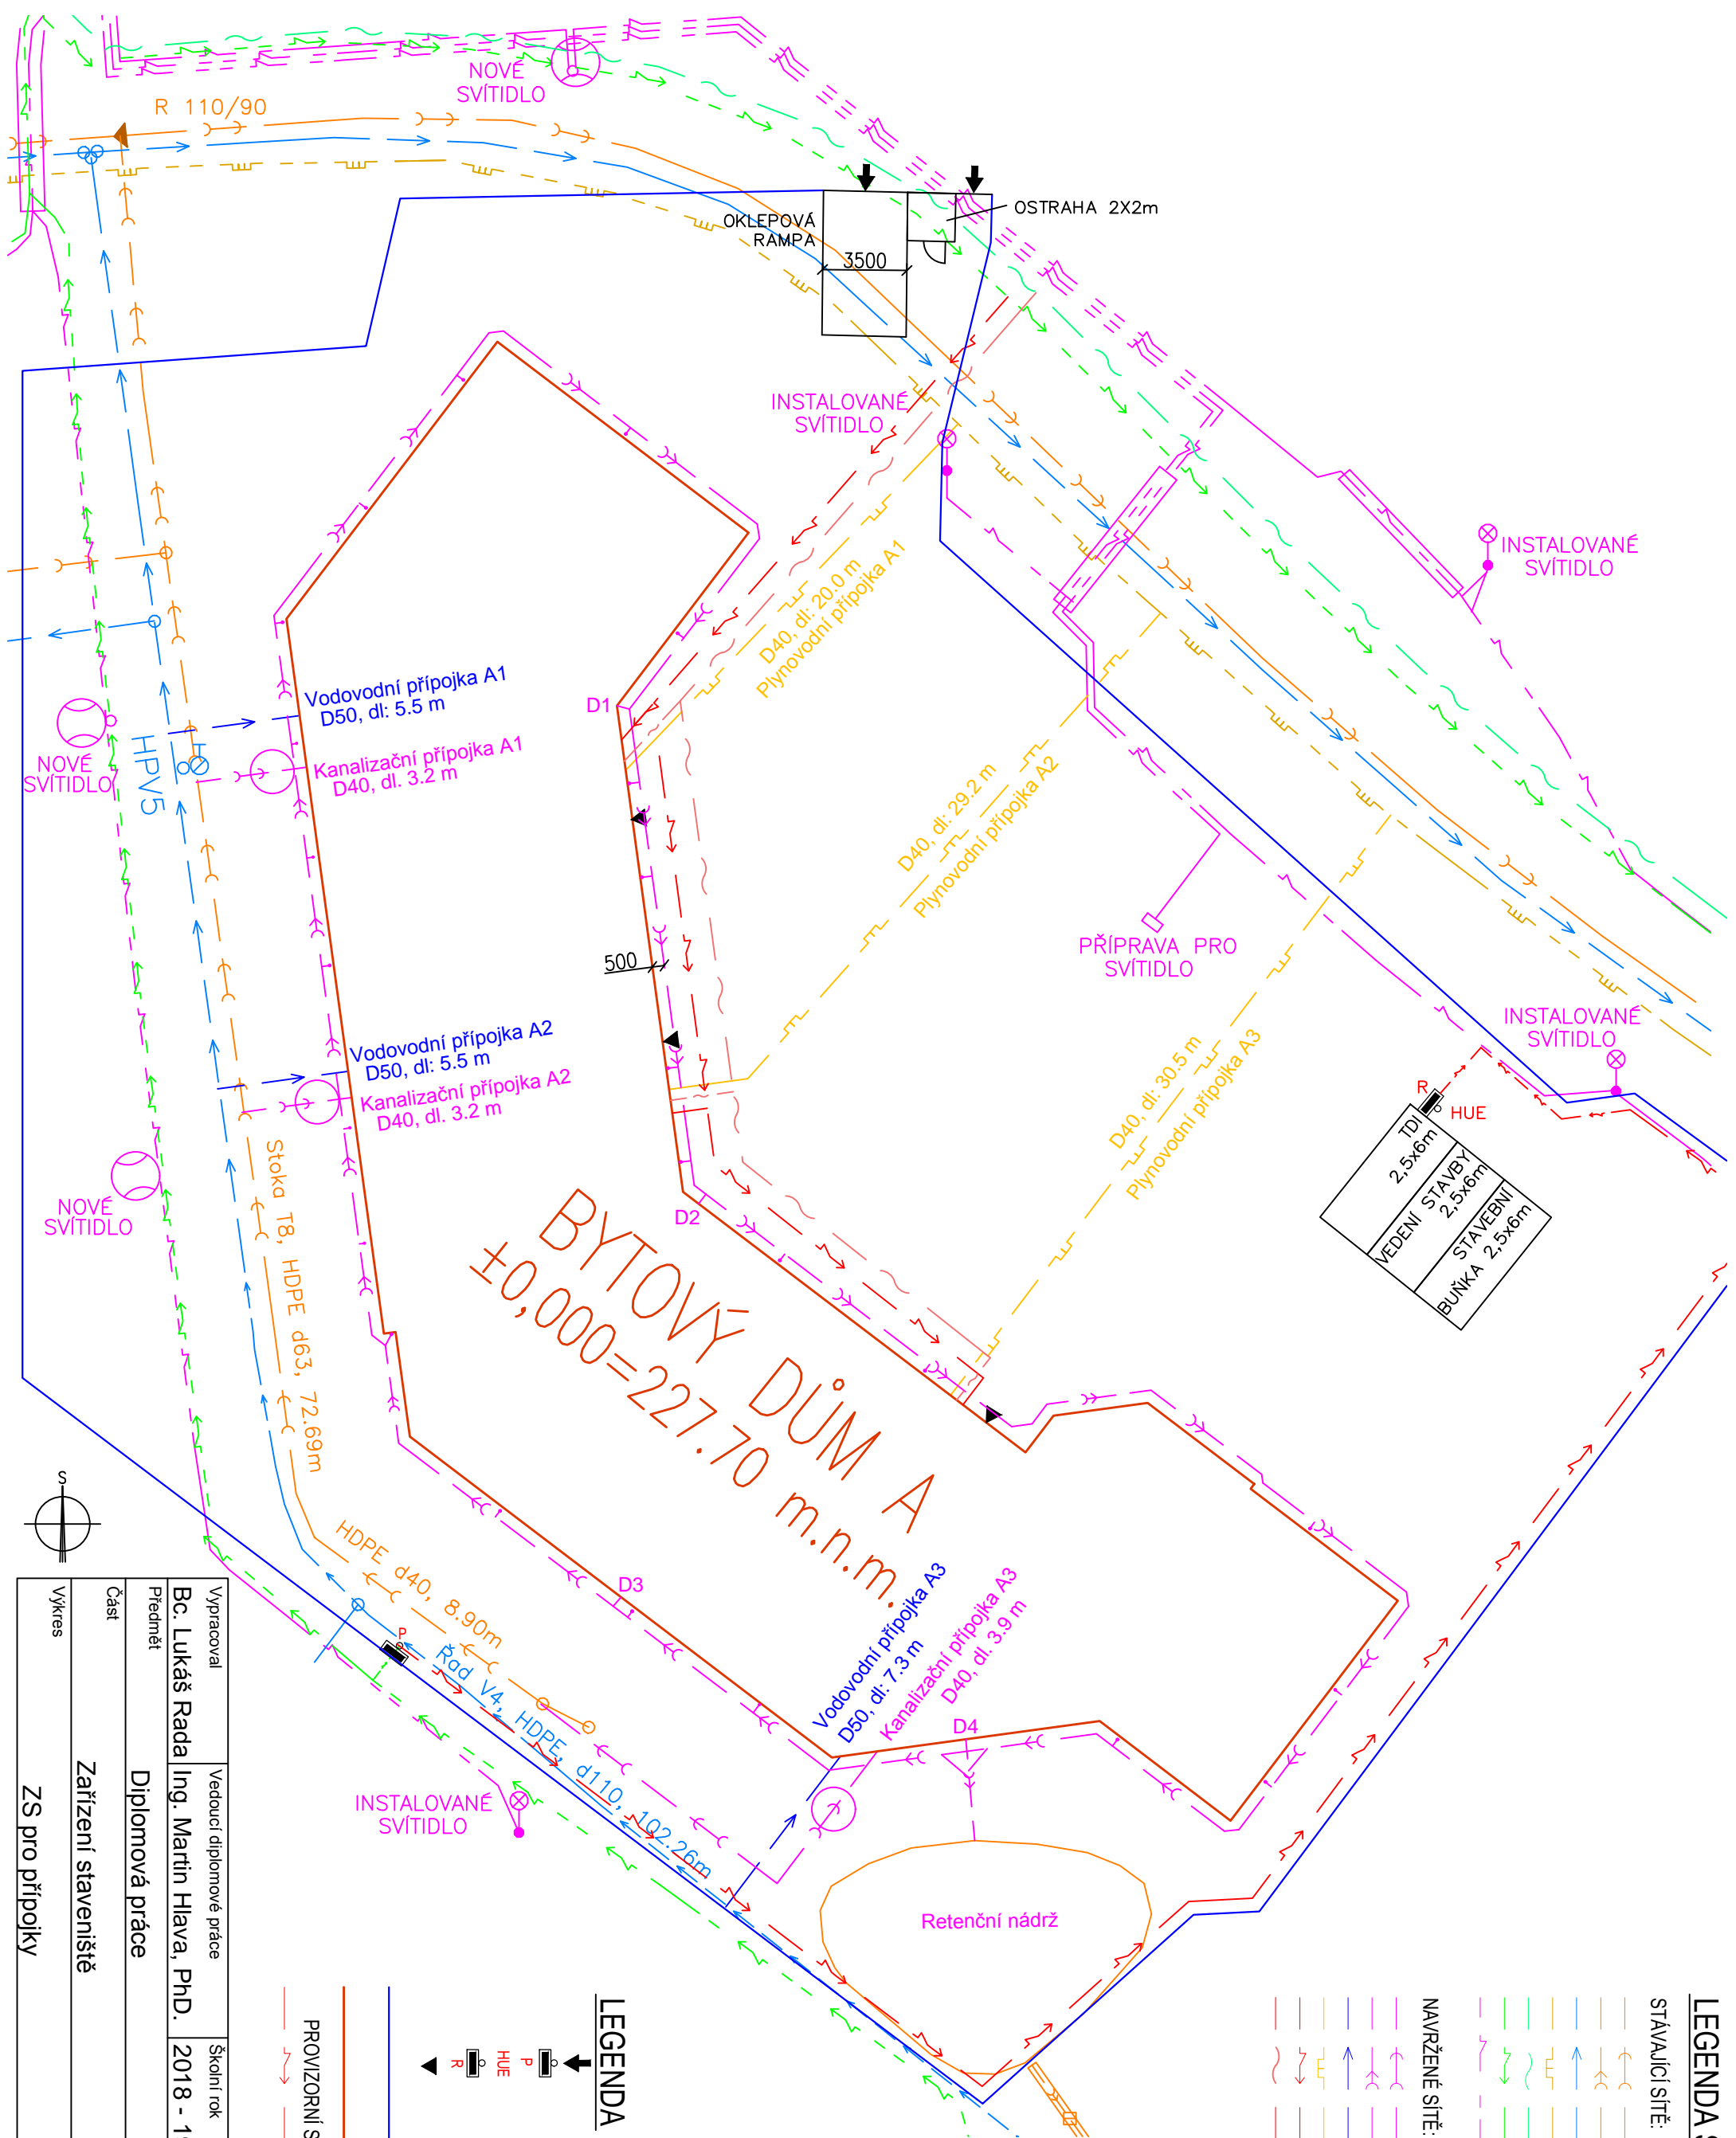 NOVÉ
SVÍTIDLO
R 110/90
OKLEPOVÁ
RAMPA
OSTRAHA 2X2m
3500
INSTALOVANÉ
SVÍTIDLO
INSTALOVANÉ
SVÍTIDLO
D40, dl: 20.0 m
Plynovodní přípojka A1
Vodovodní přípojka A1
D50, dl: 5.5 m
D1
Kanalizační přípojka A1
D40, dl. 3.2 m
NOVÉ
SVÍTIDLO
HPV5
H8
D40, dl: 29.2 m
Plynovodní přípojka A2
PŘÍPRAVA PRO
SVÍTIDLO
500
INSTALOVANÉ
SVÍTIDLO
Vodovodní přípojka A2
D50, dl: 5.5 m
Kanalizační přípojka A2
D40, dl. 3.2 m
D40, dl: 30.5 m
Plynovodní přípojka A3
R
HUE
TDI
2,5x6m
VEDENÍ STAVBY
2,5x6m
STAVEBNÍ
BUŇKA 2,5x6m
NOVÉ
SVÍTIDLO
D2
Stoka T8, HDPE d63, 72.69m
BYTOVÝ DŮM A
±0,000=227.70 m.n.m.
S
HDPE d40, 8.90m
D3
P
Řad V4, HDPE, d110, 102.26m
Vodovodní přípojka A3
D50, dl: 7.3 m
Kanalizační přípojka A3
D40, dl. 3.9 m
D4
INSTALOVANÉ
SVÍTIDLO
Retenční nádrž
Vypracoval
Bc. Lukáš Rada
Vedoucí diplomové práce
Ing. Martin Hlava, PhD.
Školní rok
2018 - 1
Předmět
Diplomová práce
Část
Zařízení staveniště
Výkres
ZS pro přípojky
LEGENDA
P
HUE
R
PROVIZORNÍ S
LEGENDA S
STÁVAJÍCÍ SÍTĚ:
NAVRŽENÉ SÍTĚ: